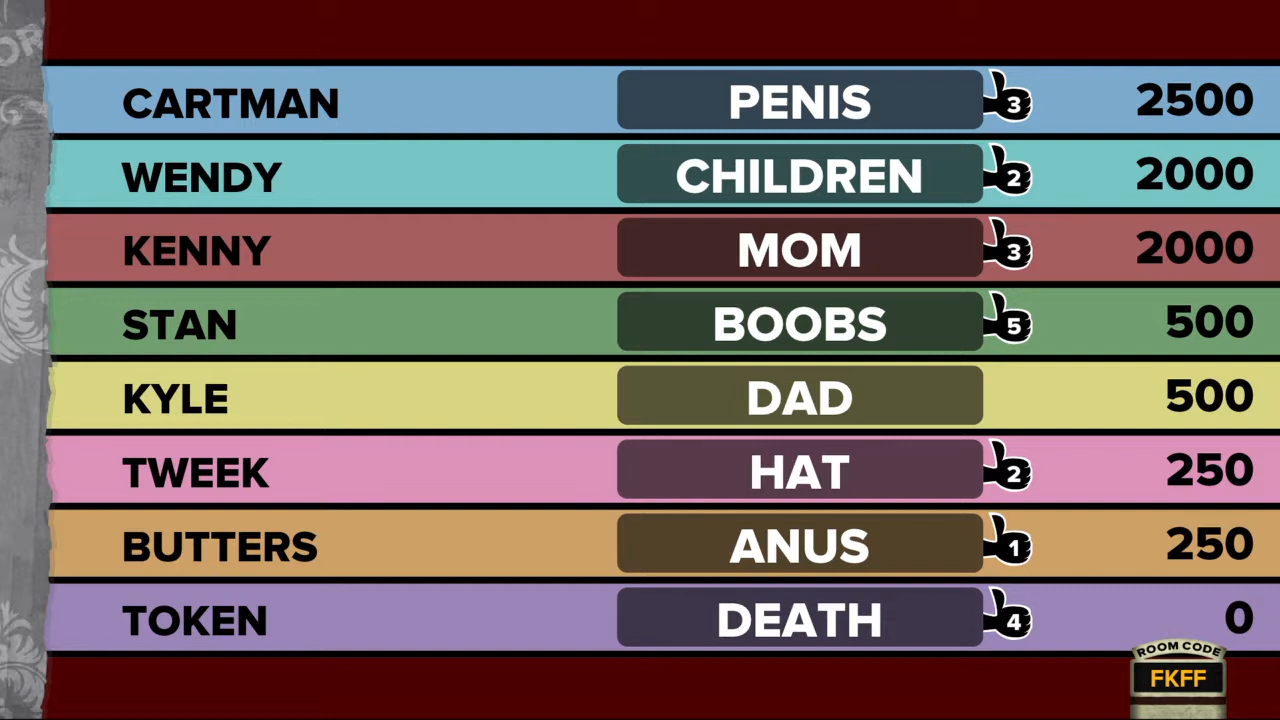 OR
CARTMAN PENIS 3 2500
WENDY CHILDREN 2 2000
KENNY MOM 3 2000
STAN BOOBS 5 500
KYLE DAD 500
TWEEK HAT 2 250
BUTTERS ANUS 1 250
TOKEN DEATH 4 0
ROOM CODE
FKFF